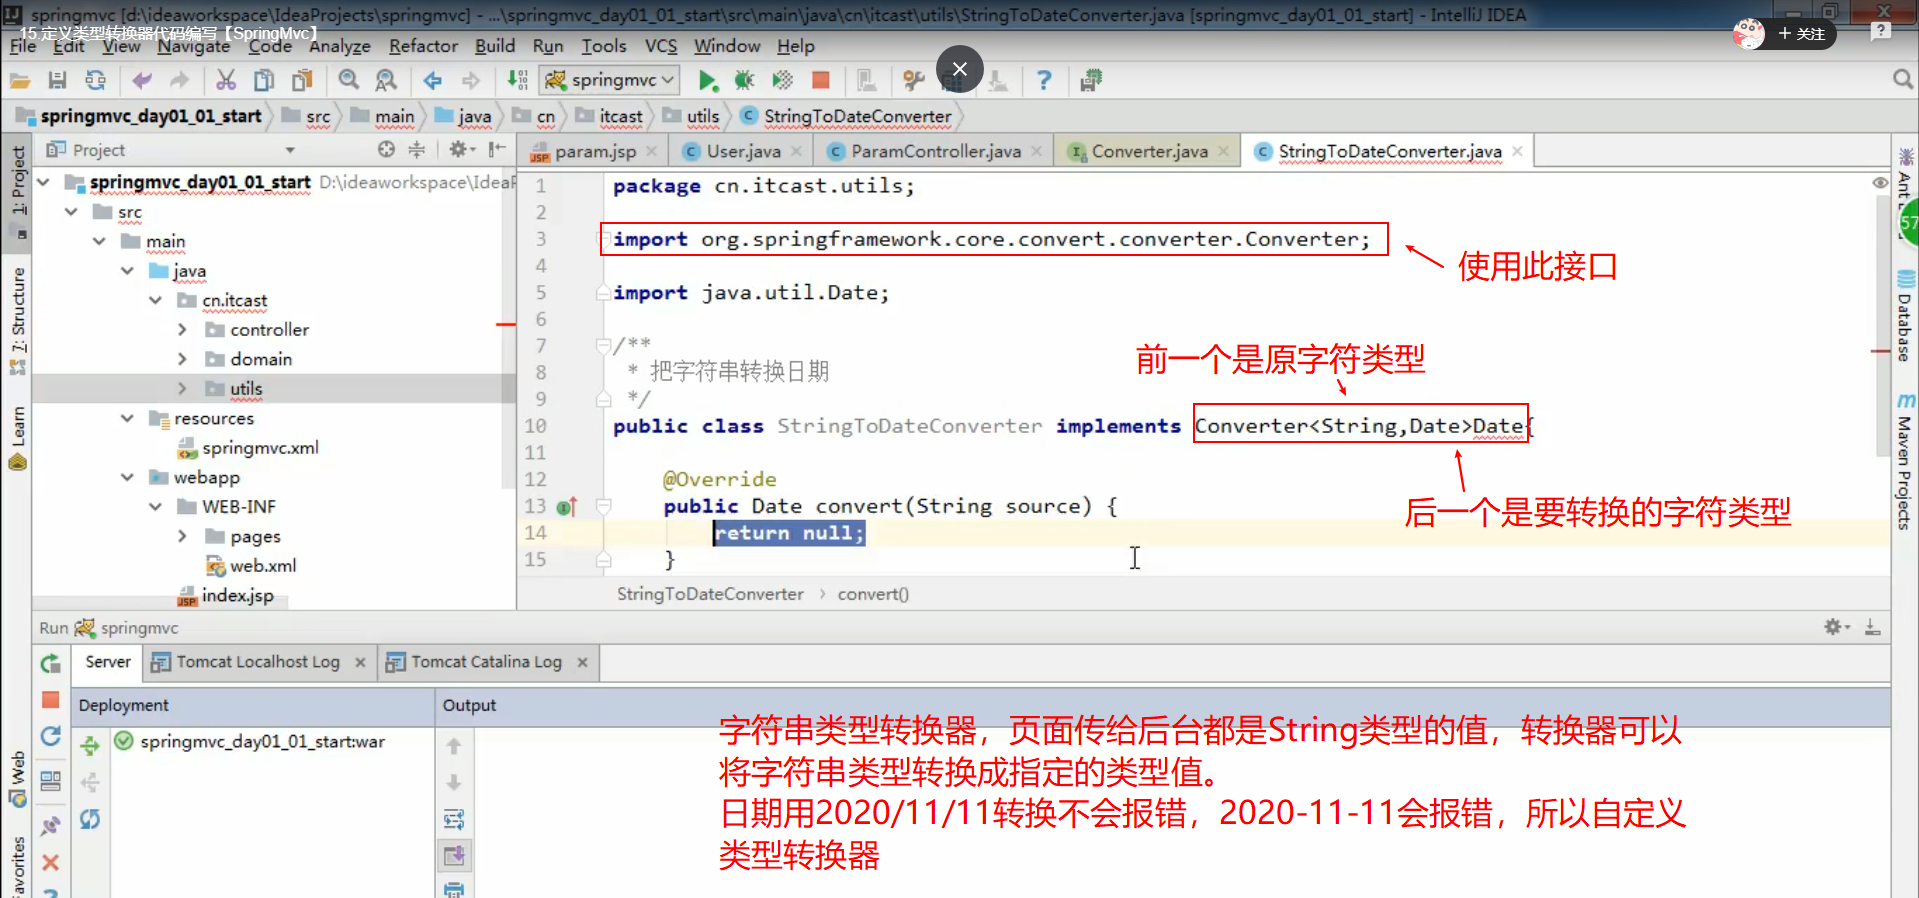 springmvc [d:\ideaworkspace\IdeaProjects\springmvc] - ...\springmvc_day01_01_start\src\main\java\cn\itcast\utils\StringToDateConverter.java [springmvc_day01_01_start] - IntelliJ IDEA
15.定义类型转换器代码编写【SpringMvc】
+ 关注
File Edit View Navigate Code Analyze Refactor Build Run Tools VCS Window Help
springmvc
springmvc_day01_01_start src main java cn itcast utils StringToDateConverter
Project
param.jsp User.java ParamController.java Converter.java StringToDateConverter.java
1: Project
7: Structure
Learn
Web
avorites
springmvc_day01_01_start D:\ideaworkspace\IdeaP
src
main
java
cn.itcast
controller
domain
utils
resources
springmvc.xml
webapp
WEB-INF
pages
web.xml
index.jsp
1 package cn.itcast.utils;
2
3 import org.springframework.core.convert.converter.Converter;
使用此接口
4
5 import java.util.Date;
6
7 /**
前一个是原字符类型
8 * 把字符串转换日期
9 */
10 public class StringToDateConverter implements Converter<String,Date>Date{
11
12 @Override
13 public Date convert(String source) {
后一个是要转换的字符类型
14 return null;
15 }
StringToDateConverter › convert()
Ant
57
Database
Maven Projects
Run springmvc
Server Tomcat Localhost Log Tomcat Catalina Log
Deployment Output
springmvc_day01_01_start:war
字符串类型转换器，页面传给后台都是String类型的值，转换器可以
将字符串类型转换成指定的类型值。
日期用2020/11/11转换不会报错，2020-11-11会报错，所以自定义
类型转换器